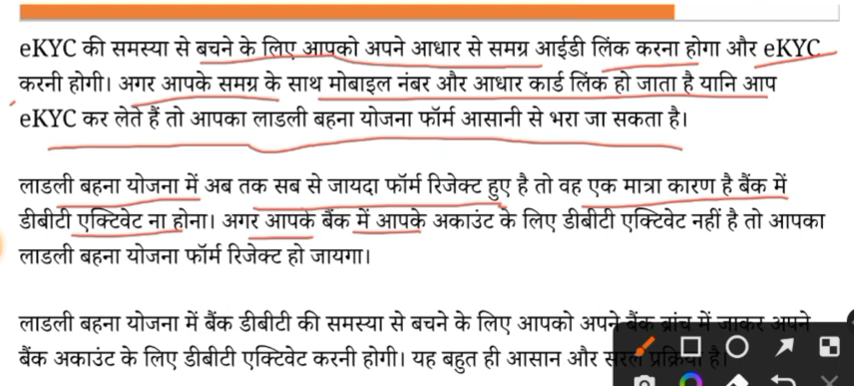 eKYC की समस्या से बचने के लिए आपको अपने आधार से समग्र आईडी लिंक करना होगा और eKYC
करनी होगी। अगर आपके समग्र के साथ मोबाइल नंबर और आधार कार्ड लिंक हो जाता है यानि आप
eKYC कर लेते हैं तो आपका लाडली बहना योजना फॉर्म आसानी से भरा जा सकता है।
लाडली बहना योजना में अब तक सब से जायदा फॉर्म रिजेक्ट हुए है तो वह एक मात्रा कारण है बैंक में
डीबीटी एक्टिवेट ना होना। अगर आपके बैंक में आपके अकाउंट के लिए डीबीटी एक्टिवेट नहीं है तो आपका
लाडली बहना योजना फॉर्म रिजेक्ट हो जायगा।
लाडली बहना योजना में बैंक डीबीटी की समस्या से बचने के लिए आपको अपने बैंक ब्रांच में जाकर अपने
बैंक अकाउंट के लिए डीबीटी एक्टिवेट करनी होगी। यह बहुत ही आसान और सरल प्रक्रिया है।